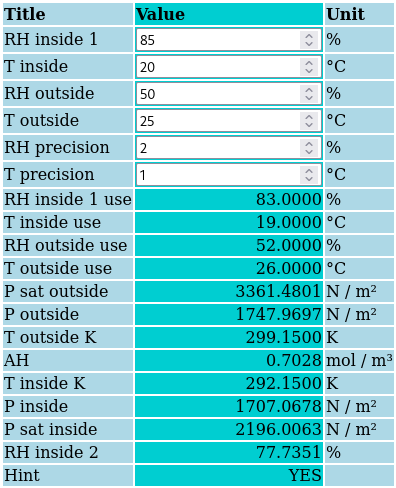 Title Value Unit
RH inside 1 85 %
T inside 20 °C
RH outside 50 %
T outside 25 °C
RH precision 2 %
T precision 1 °C
RH inside 1 use 83.0000 %
T inside use 19.0000 °C
RH outside use 52.0000 %
T outside use 26.0000 °C
P sat outside 3361.4801 N / m²
P outside 1747.9697 N / m²
T outside K 299.1500 K
AH 0.7028 mol / m³
T inside K 292.1500 K
P inside 1707.0678 N / m²
P sat inside 2196.0063 N / m²
RH inside 2 77.7351 %
Hint YES